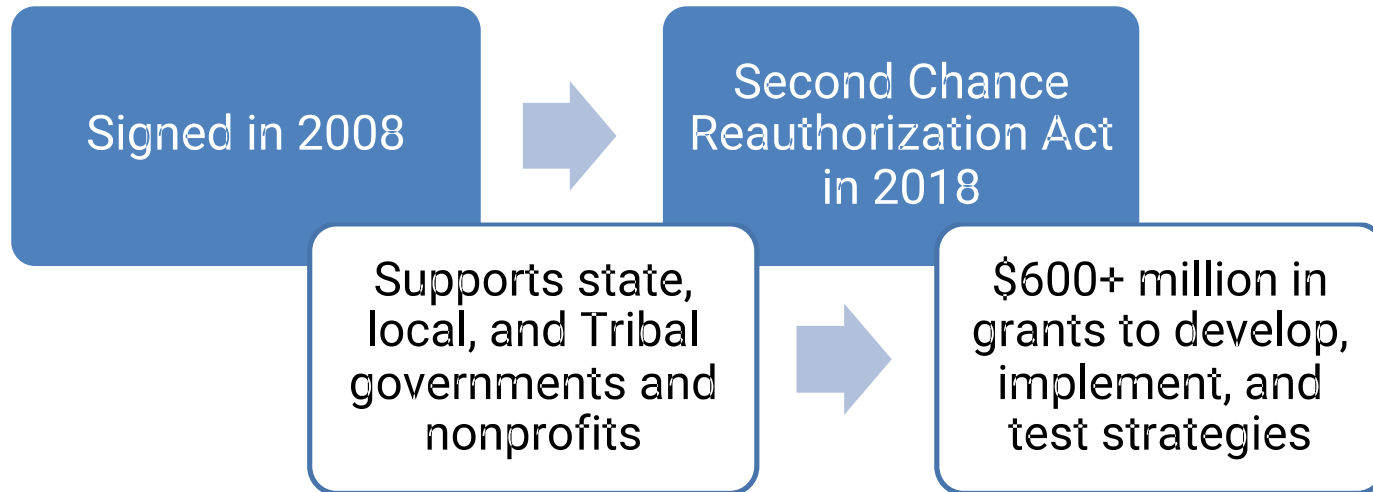 Signed in 2008
Second Chance
Reauthorization Act
in 2018
Supports state,
local, and Tribal
governments and
nonprofits
$600+ million in
grants to develop,
implement, and
test strategies